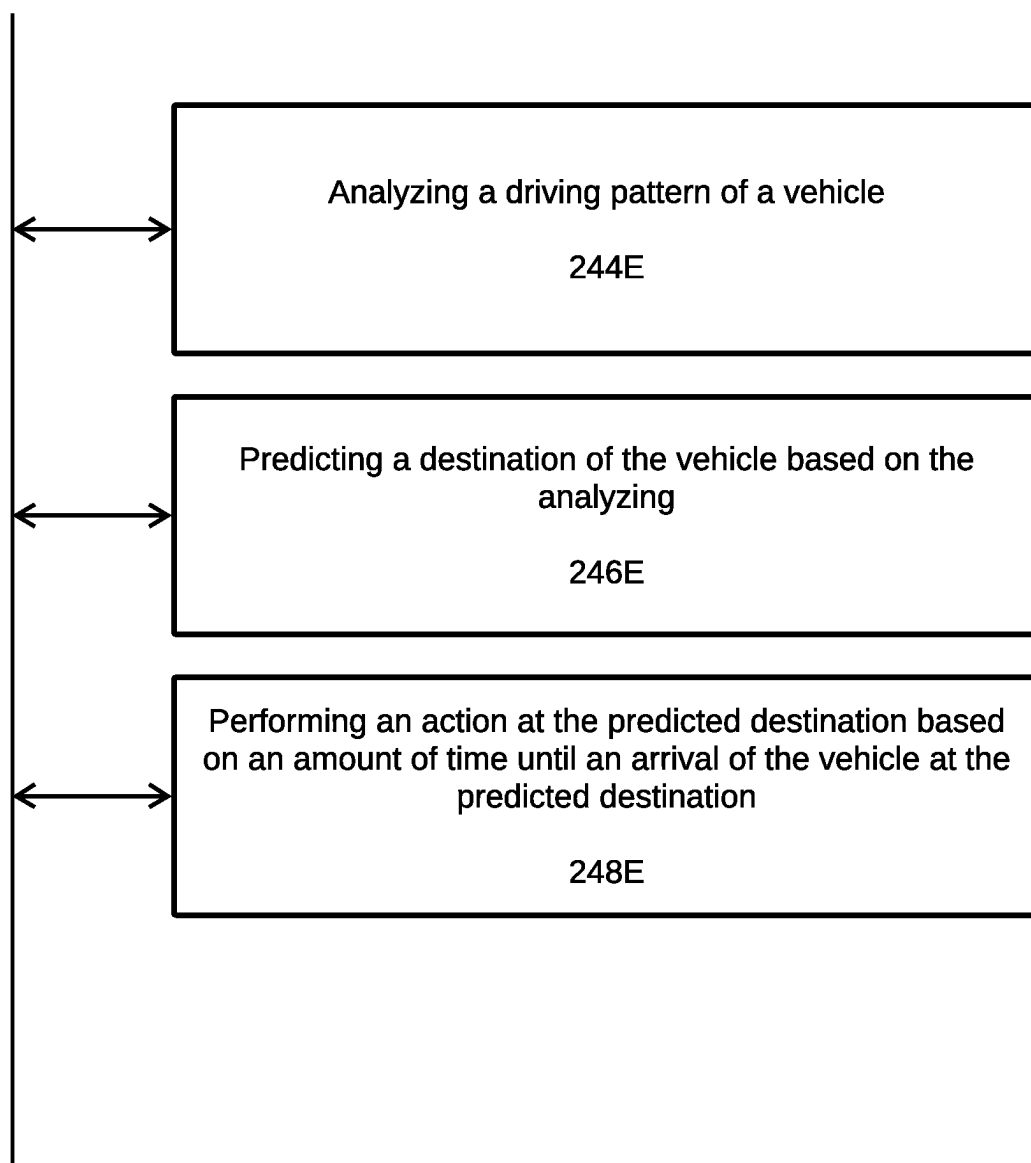 Analyzing a driving pattern of a vehicle
244E
Predicting a destination of the vehicle based on the
analyzing
246E
Performing an action at the predicted destination based
on an amount of time until an arrival of the vehicle at the
predicted destination
248E